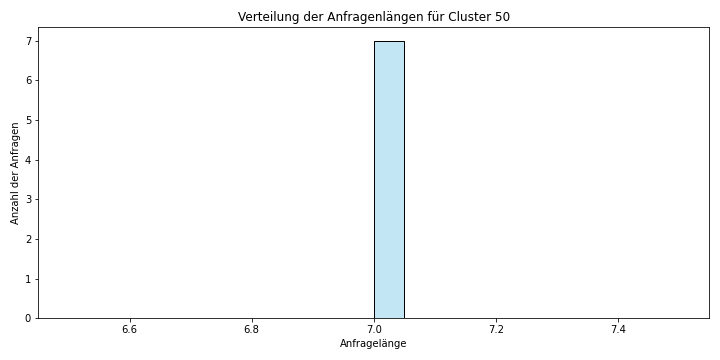 Verteilung der Anfragenlängen für Cluster 50
Anzahl der Anfragen
7
6
5
4
3
2
1
0
6.6 6.8 7.0 7.2 7.4
Anfragelänge